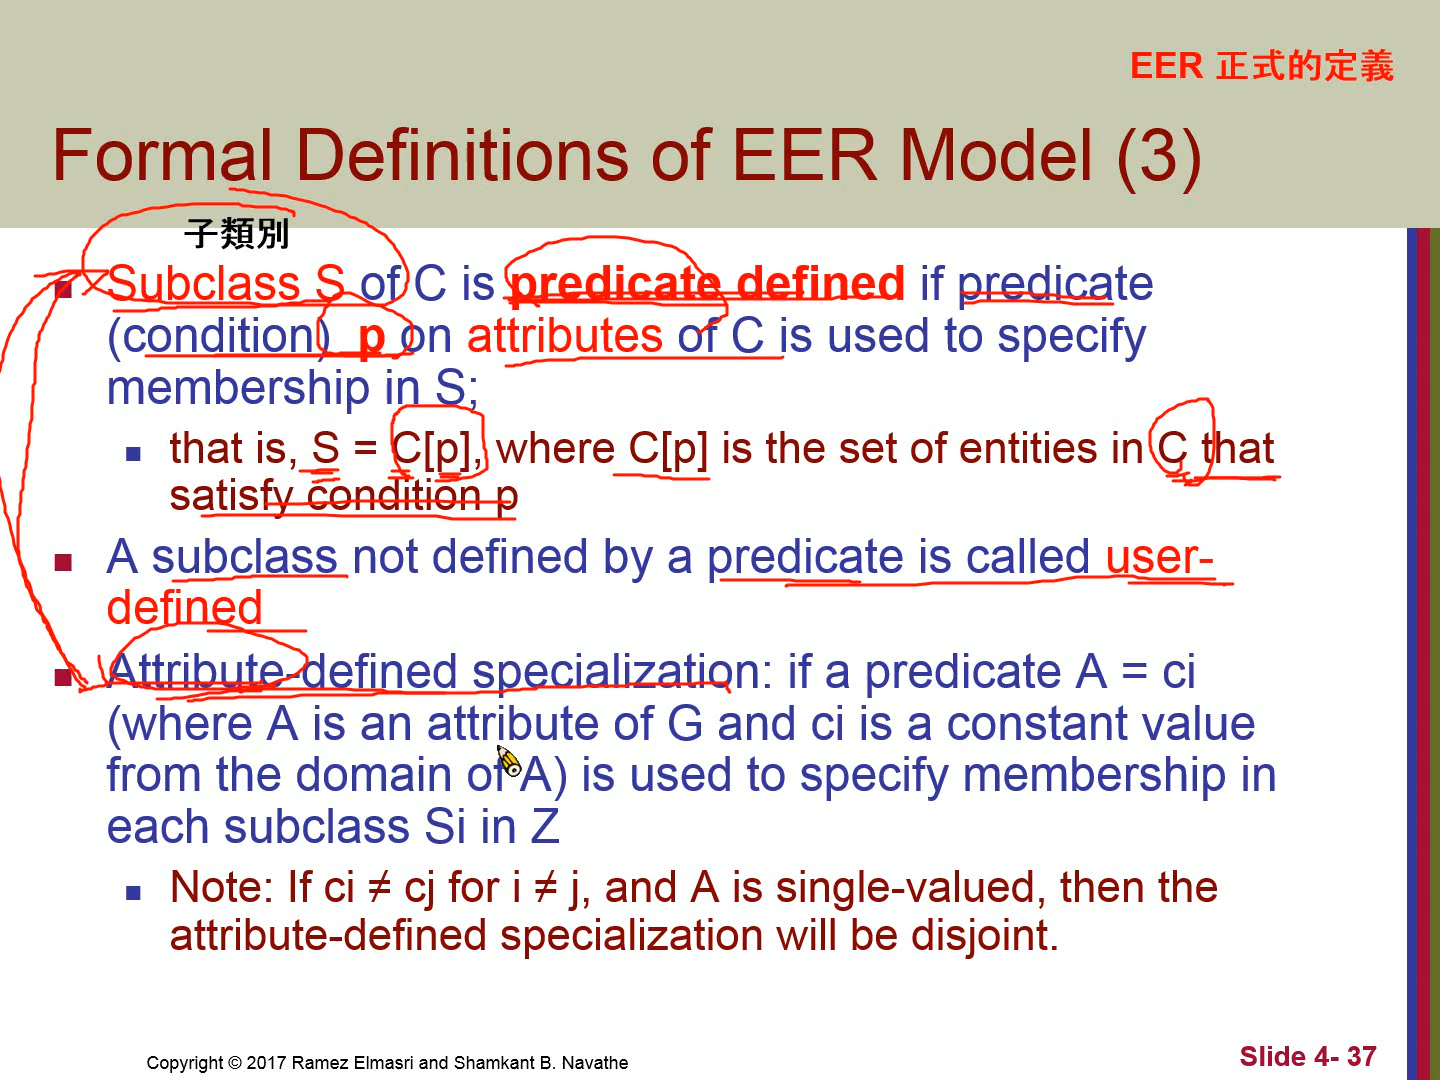 EER 正式的定義
Formal Definitions of EER Model (3)
子類別
Subclass S of C is predicate defined if predicate
(condition) p on attributes of C is used to specify
membership in S;
that is, S = C[p], where C[p] is the set of entities in C that
satisfy condition p
A subclass not defined by a predicate is called user-
defined
Attribute-defined specialization: if a predicate A = ci
(where A is an attribute of G and ci is a constant value
from the domain of A) is used to specify membership in
each subclass Si in Z
Note: If ci ≠ cj for i ≠ j, and A is single-valued, then the
attribute-defined specialization will be disjoint.
Copyright © 2017 Ramez Elmasri and Shamkant B. Navathe
Slide 4- 37